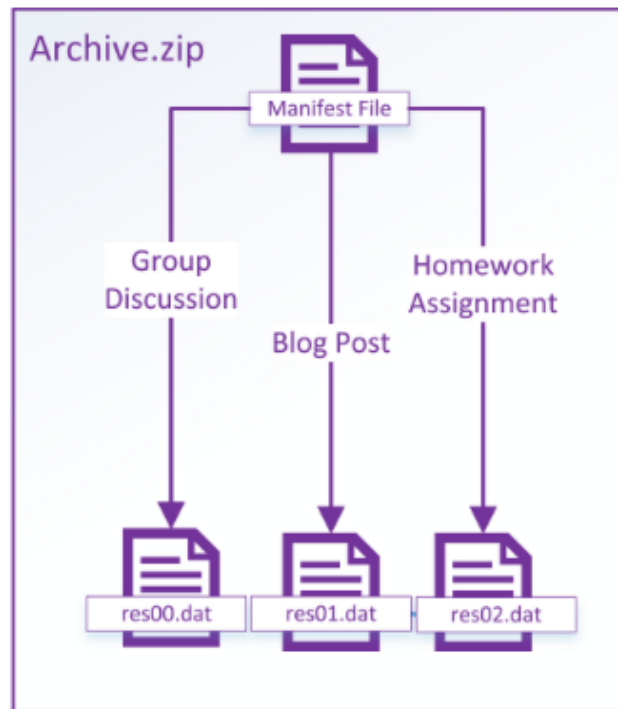 Archive.zip
Manifest File
Group
Discussion
Blog Post
Homework
Assignment
res00.dat
res01.dat
res02.dat